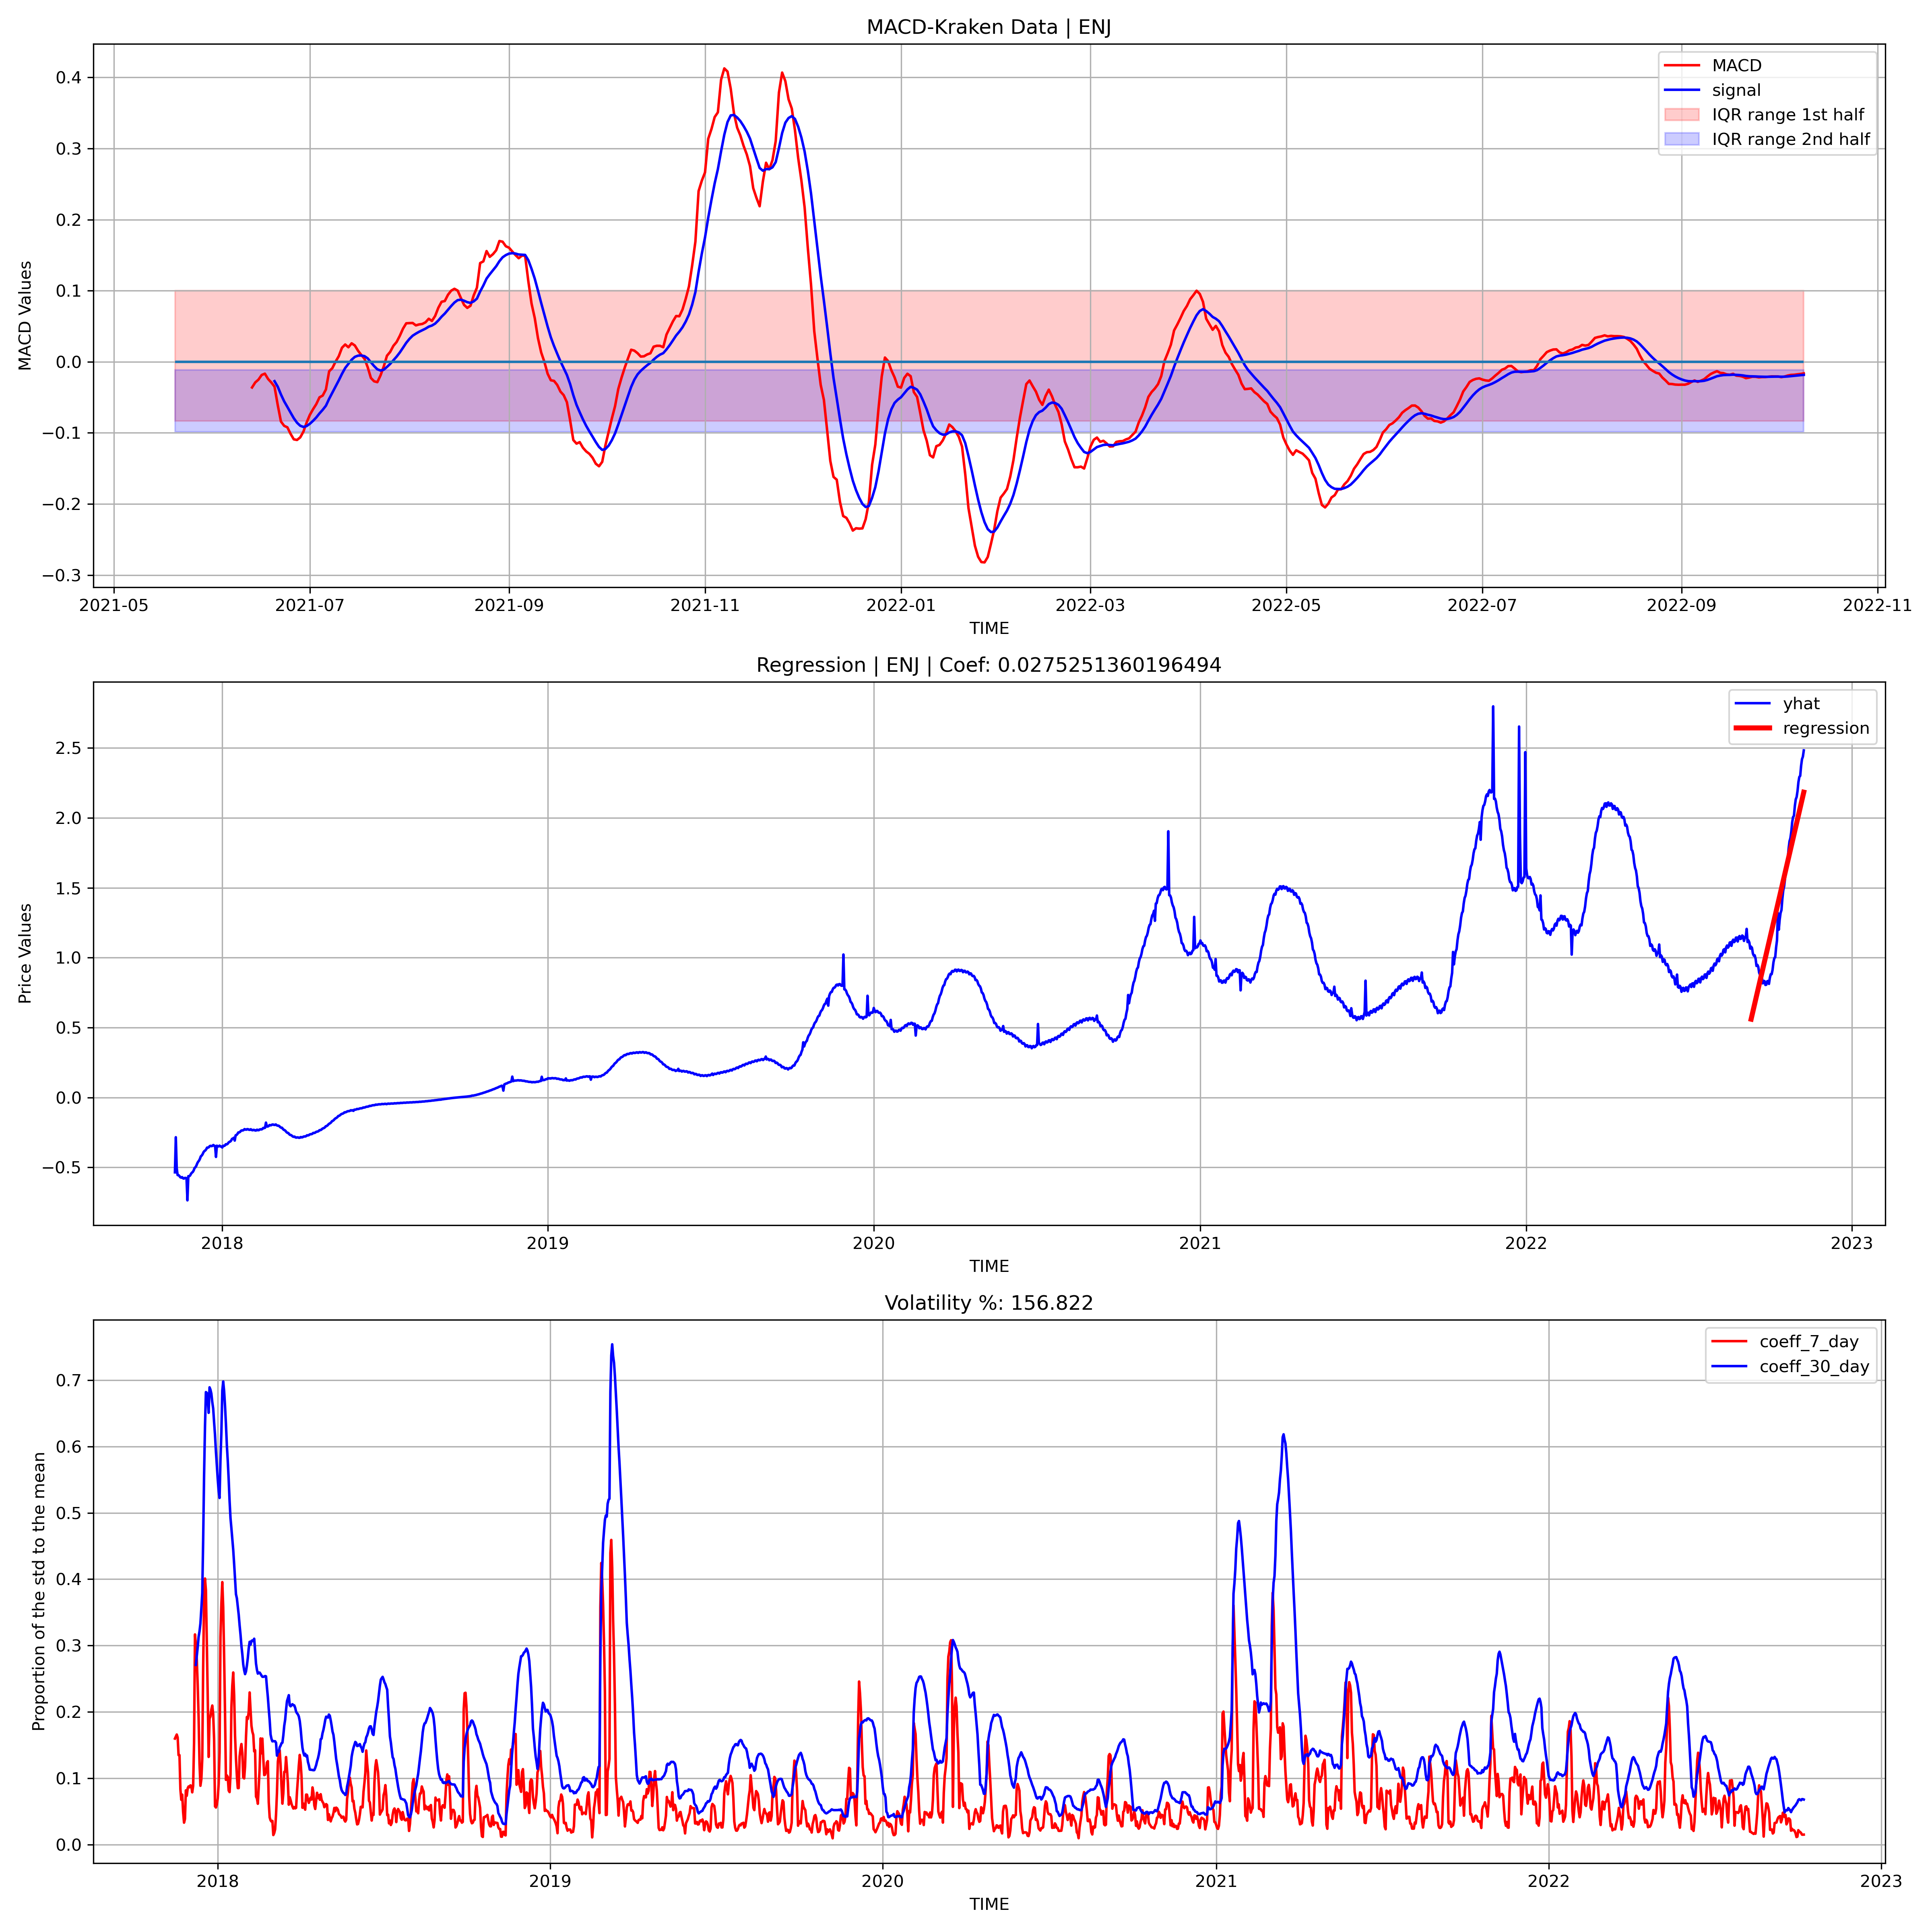 MACD-Kraken Data | ENJ
MACD
signal
IQR range 1st half
IQR range 2nd half
MACD Values
0.4
0.3
0.2
0.1
0.0
−0.1
−0.2
−0.3
2021-05 2021-07 2021-09 2021-11 2022-01 2022-03 2022-05 2022-07 2022-09 2022-11
TIME
Regression | ENJ | Coef: 0.0275251360196494
yhat
regression
Price Values
2.5
2.0
1.5
1.0
0.5
0.0
−0.5
2018 2019 2020 2021 2022 2023
TIME
Volatility %: 156.822
coeff_7_day
coeff_30_day
Proportion of the std to the mean
0.7
0.6
0.5
0.4
0.3
0.2
0.1
0.0
2018 2019 2020 2021 2022 2023
TIME